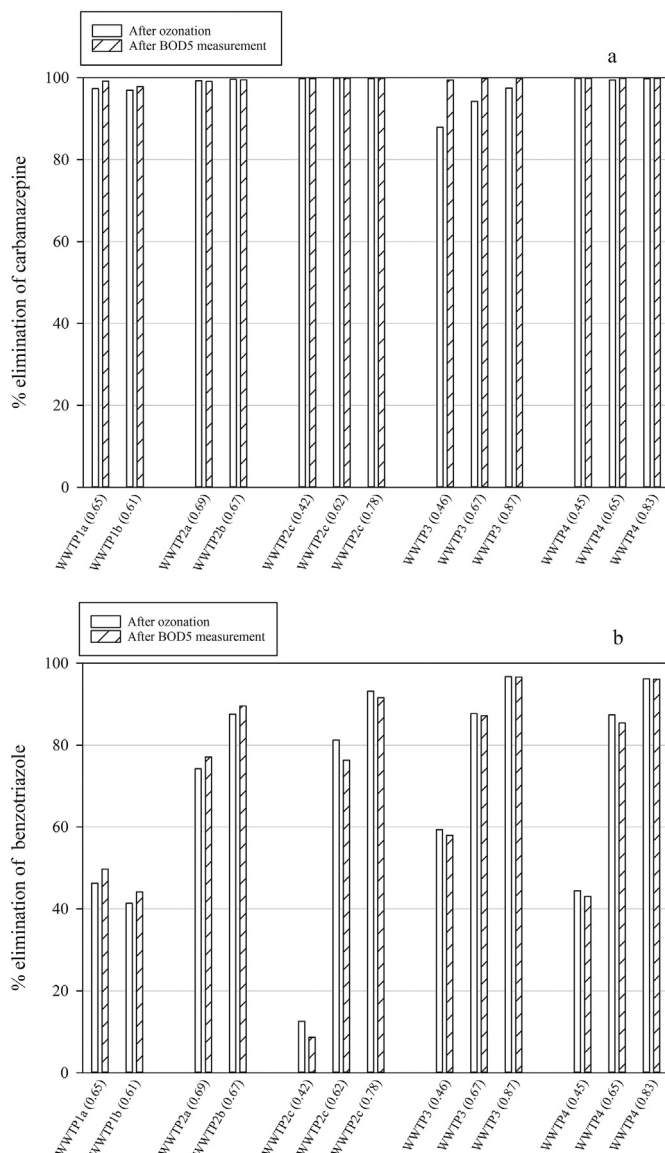 After ozonation
After BOD5 measurement
a
% elimination of carbamazepine
100
80
60
40
20
0
WWTP1a (0.65)
WWTP1b (0.61)
WWTP2a (0.69)
WWTP2b (0.67)
WWTP2c (0.42)
WWTP2c (0.62)
WWTP2c (0.78)
WWTP3 (0.46)
WWTP3 (0.67)
WWTP3 (0.87)
WWTP4 (0.45)
WWTP4 (0.65)
WWTP4 (0.83)
After ozonation
After BOD5 measurement
b
% elimination of benzotriazole
100
80
60
40
20
0
WWTP1a (0.65)
WWTP1b (0.61)
WWTP2a (0.69)
WWTP2b (0.67)
WWTP2c (0.42)
WWTP2c (0.62)
WWTP2c (0.78)
WWTP3 (0.46)
WWTP3 (0.67)
WWTP3 (0.87)
WWTP4 (0.45)
WWTP4 (0.65)
WWTP4 (0.83)